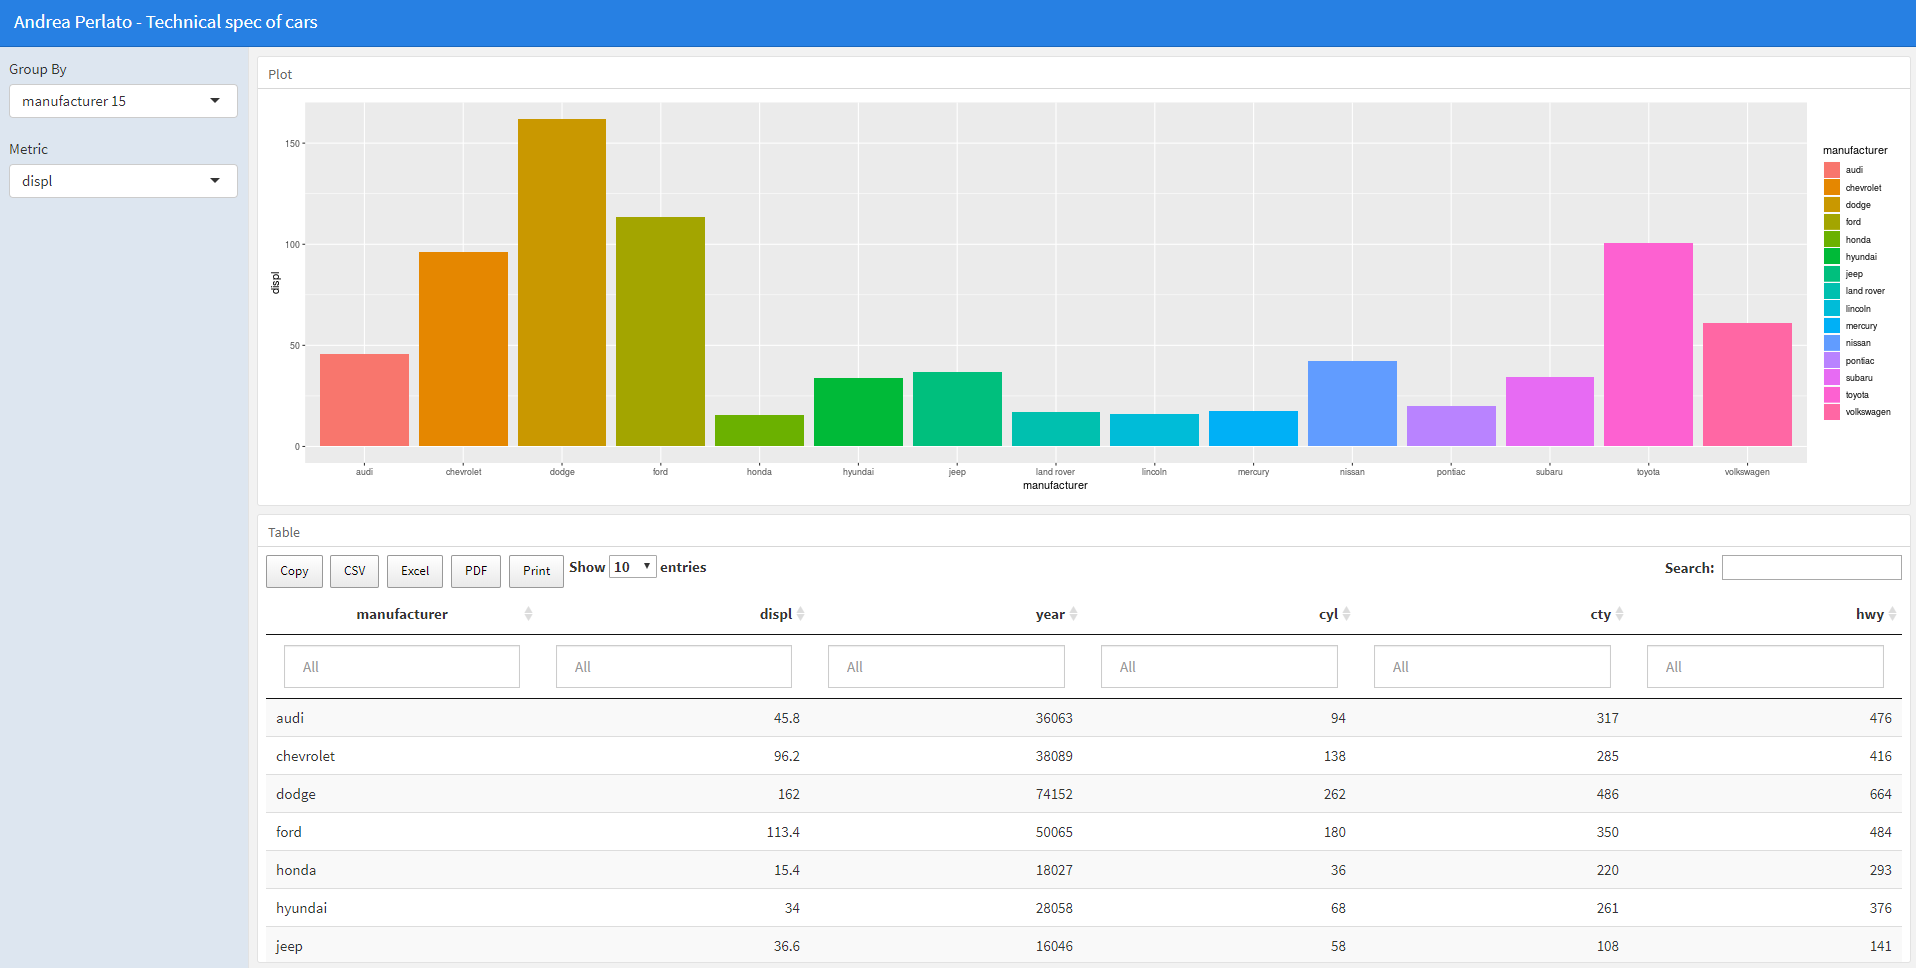 Andrea Perlato - Technical spec of cars
Group By
manufacturer 15
Metric
displ
Plot
150
100
50
0
displ
audi chevrolet dodge ford honda hyundai jeep land rover lincoln mercury nissan pontiac subaru toyota volkswagen
manufacturer
manufacturer
audi
chevrolet
dodge
ford
honda
hyundai
jeep
land rover
lincoln
mercury
nissan
pontiac
subaru
toyota
volkswagen
Table
Copy CSV Excel PDF Print Show 10 entries Search:
manufacturer displ year cyl cty hwy
All All All All All All
audi 45.8 36063 94 317 476
chevrolet 96.2 38089 138 285 416
dodge 162 74152 262 486 664
ford 113.4 50065 180 350 484
honda 15.4 18027 36 220 293
hyundai 34 28058 68 261 376
jeep 36.6 16046 58 108 141